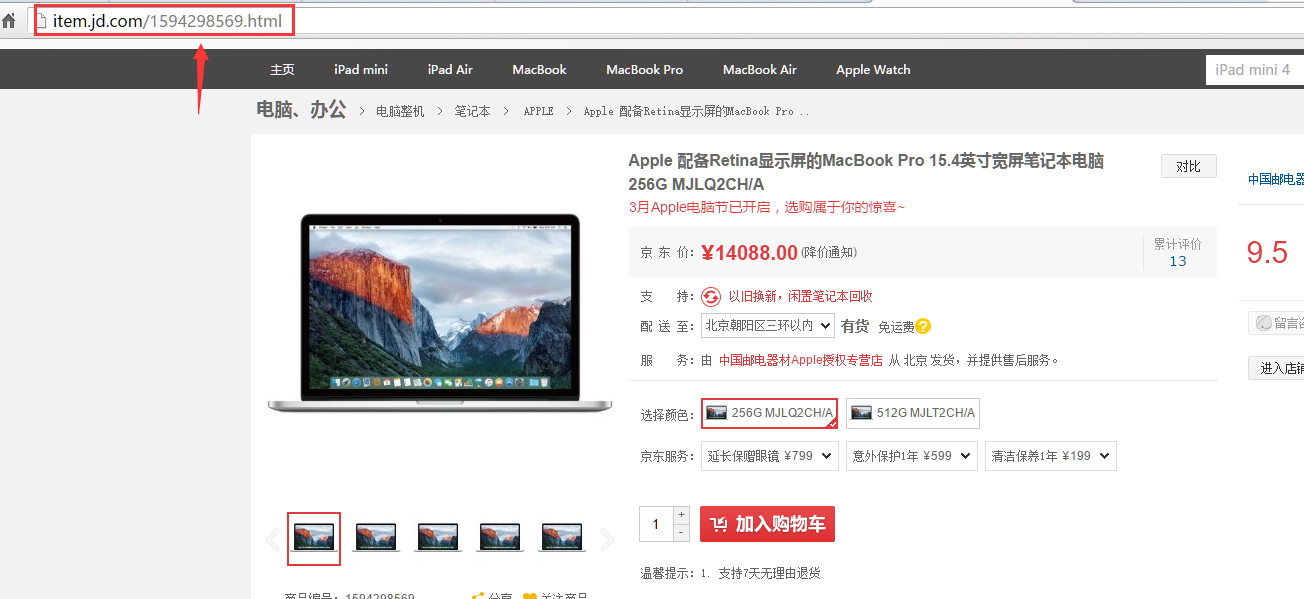 item.jd.com/1594298569.html
主页 iPad mini iPad Air MacBook MacBook Pro MacBook Air Apple Watch iPad mini 4
电脑、办公 > 电脑整机 > 笔记本 > APPLE > Apple 配备Retina显示屏的MacBook Pro ..
Apple 配备Retina显示屏的MacBook Pro 15.4英寸宽屏笔记本电脑
256G MJLQ2CH/A
3月Apple电脑节已开启，选购属于你的惊喜~
对比
中国邮电器
京 东 价: ¥14088.00 (降价通知)
累计评价
13
9.5
支 持: 以旧换新，闲置笔记本回收
配 送 至: 北京朝阳区三环以内 有货 免运费 ?
留言
服 务: 由 中国邮电器材Apple授权专营店 从 北京 发货，并提供售后服务。
进入店铺
选择颜色: 256G MJLQ2CH/A 512G MJLT2CH/A
京东服务: 延长保赠眼镜 ¥799 意外保护1年 ¥599 清洁保养1年 ¥199
1 + - 加入购物车
温馨提示: 1. 支持7天无理由退货
商品编号: 1594298569 分享 关注商品